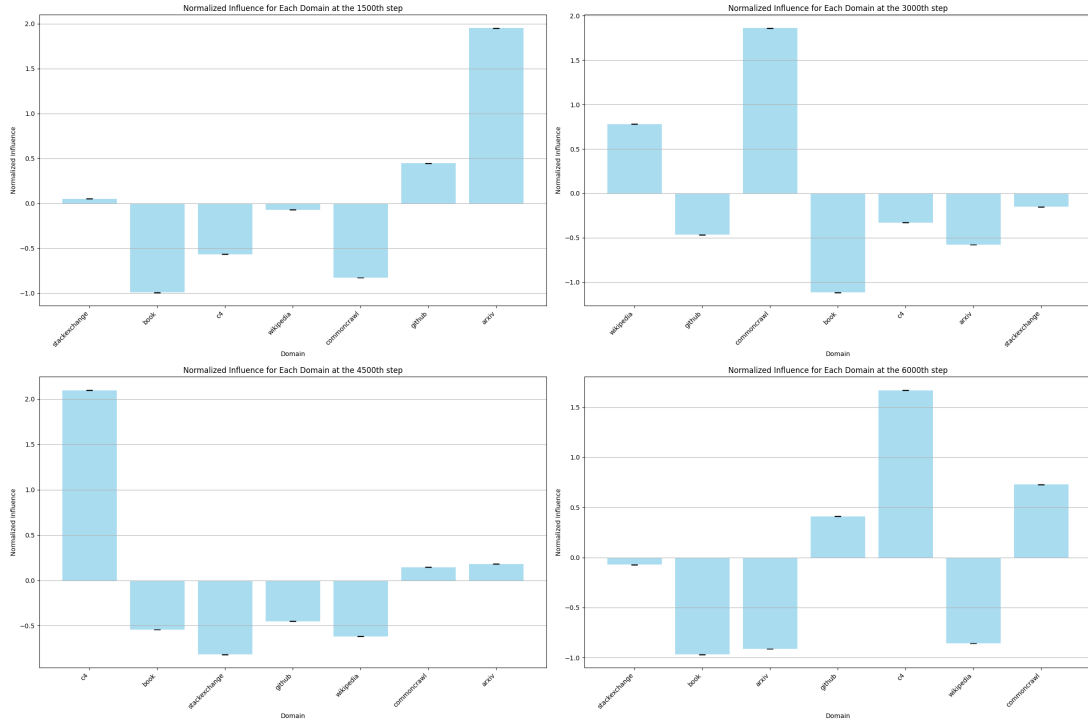 Normalized Influence for Each Domain at the 1500th step
2.0
1.5
1.0
0.5
0.0
−0.5
−1.0
Normalized Influence
stackexchange
book
c4
wikipedia
commoncrawl
github
arxiv
Domain
Normalized Influence for Each Domain at the 3000th step
2.0
1.5
1.0
0.5
0.0
−0.5
−1.0
Normalized Influence
wikipedia
github
commoncrawl
book
c4
arxiv
stackexchange
Domain
Normalized Influence for Each Domain at the 4500th step
2.0
1.5
1.0
0.5
0.0
−0.5
Normalized Influence
c4
book
stackexchange
github
wikipedia
commoncrawl
arxiv
Domain
Normalized Influence for Each Domain at the 6000th step
1.5
1.0
0.5
0.0
−0.5
−1.0
Normalized Influence
stackexchange
book
arxiv
github
c4
wikipedia
commoncrawl
Domain